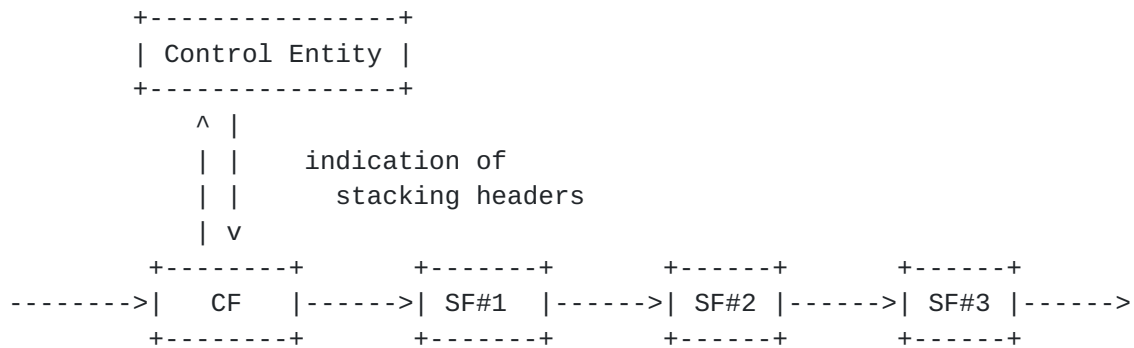 Control Entity
indication of
stacking headers
CF SF#1 SF#2 SF#3